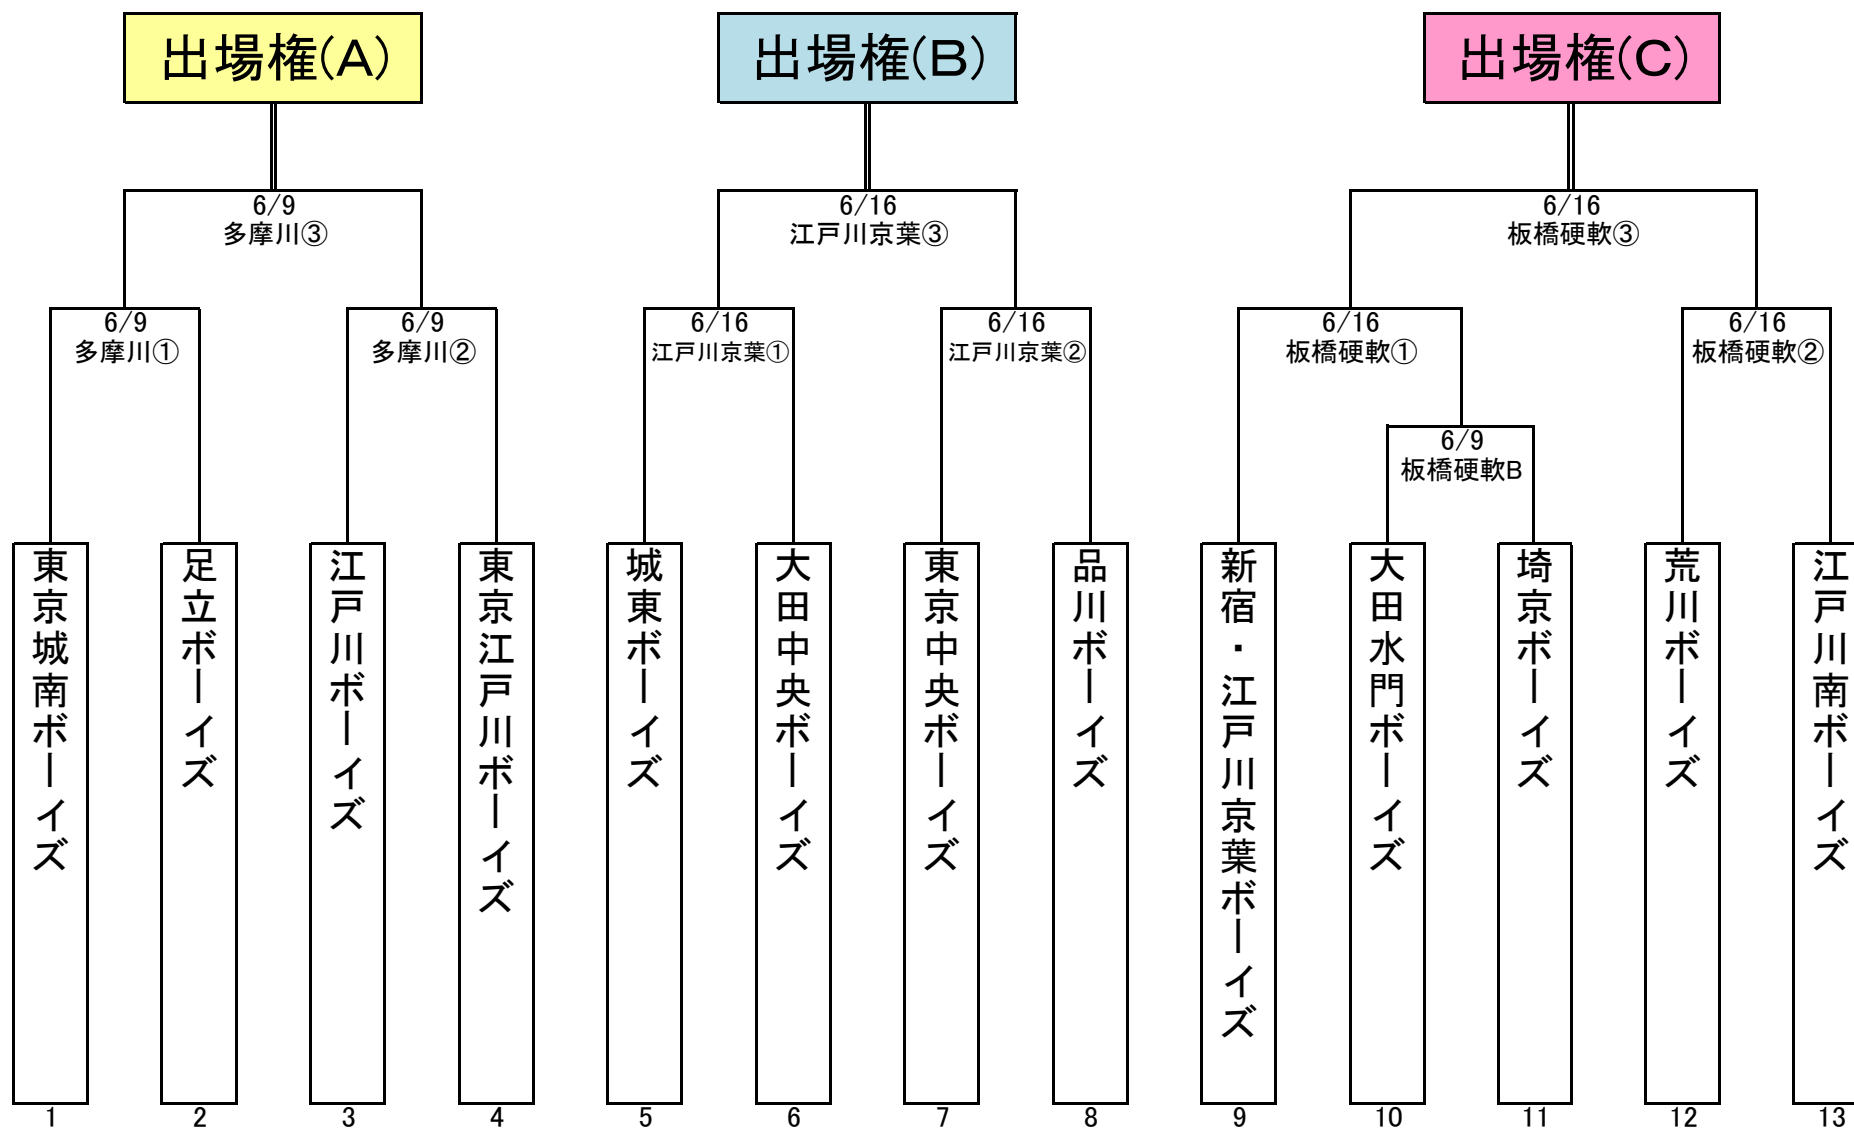 出場権(A)
出場権(B)
出場権(C)
6/9
多摩川③
6/16
江戸川京葉③
6/16
板橋硬軟③
6/9
多摩川①
6/9
多摩川②
6/16
江戸川京葉①
6/16
江戸川京葉②
6/16
板橋硬軟①
6/16
板橋硬軟②
6/9
板橋硬軟B
東京城南ボーイズ
足立ボーイズ
江戸川ボーイズ
東京江戸川ボーイズ
城東ボーイズ
大田中央ボーイズ
東京中央ボーイズ
品川ボーイズ
新宿・江戸川京葉ボーイズ
大田水門ボーイズ
埼京ボーイズ
荒川ボーイズ
江戸川南ボーイズ
1 2 3 4 5 6 7 8 9 10 11 12 13